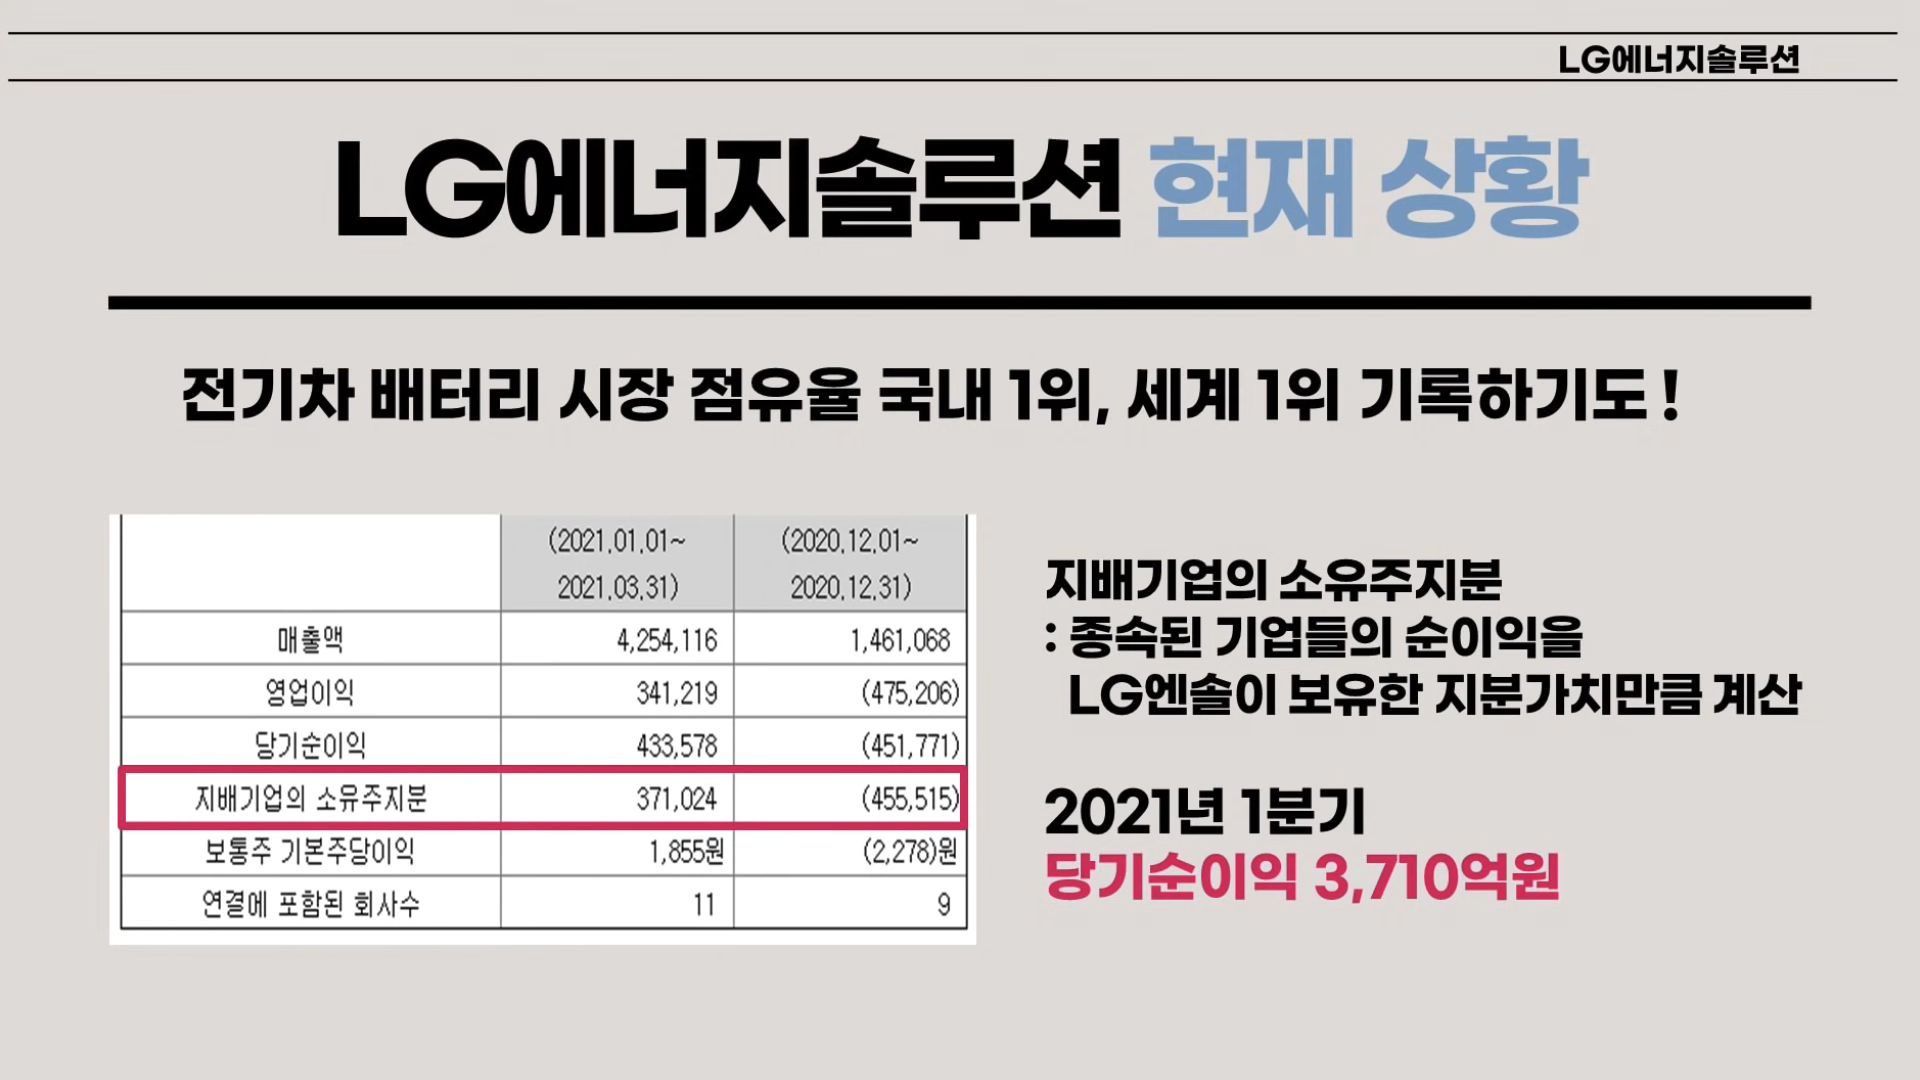 LG에너지솔루션
LG에너지솔루션 현재 상황
전기차 배터리 시장 점유율 국내 1위, 세계 1위 기록하기도!
(2021.01.01~ (2020.12.01~
2021.03.31) 2020.12.31)
매출액 4,254,116 1,461,068
영업이익 341,219 (475,206)
당기순이익 433,578 (451,771)
지배기업의 소유주지분 371,024 (455,515)
보통주 기본주당이익 1,855원 (2,278)원
연결에 포함된 회사수 11 9
지배기업의 소유주지분
: 종속된 기업들의 순이익을
LG엔솔이 보유한 지분가치만큼 계산
2021년 1분기
당기순이익 3,710억원